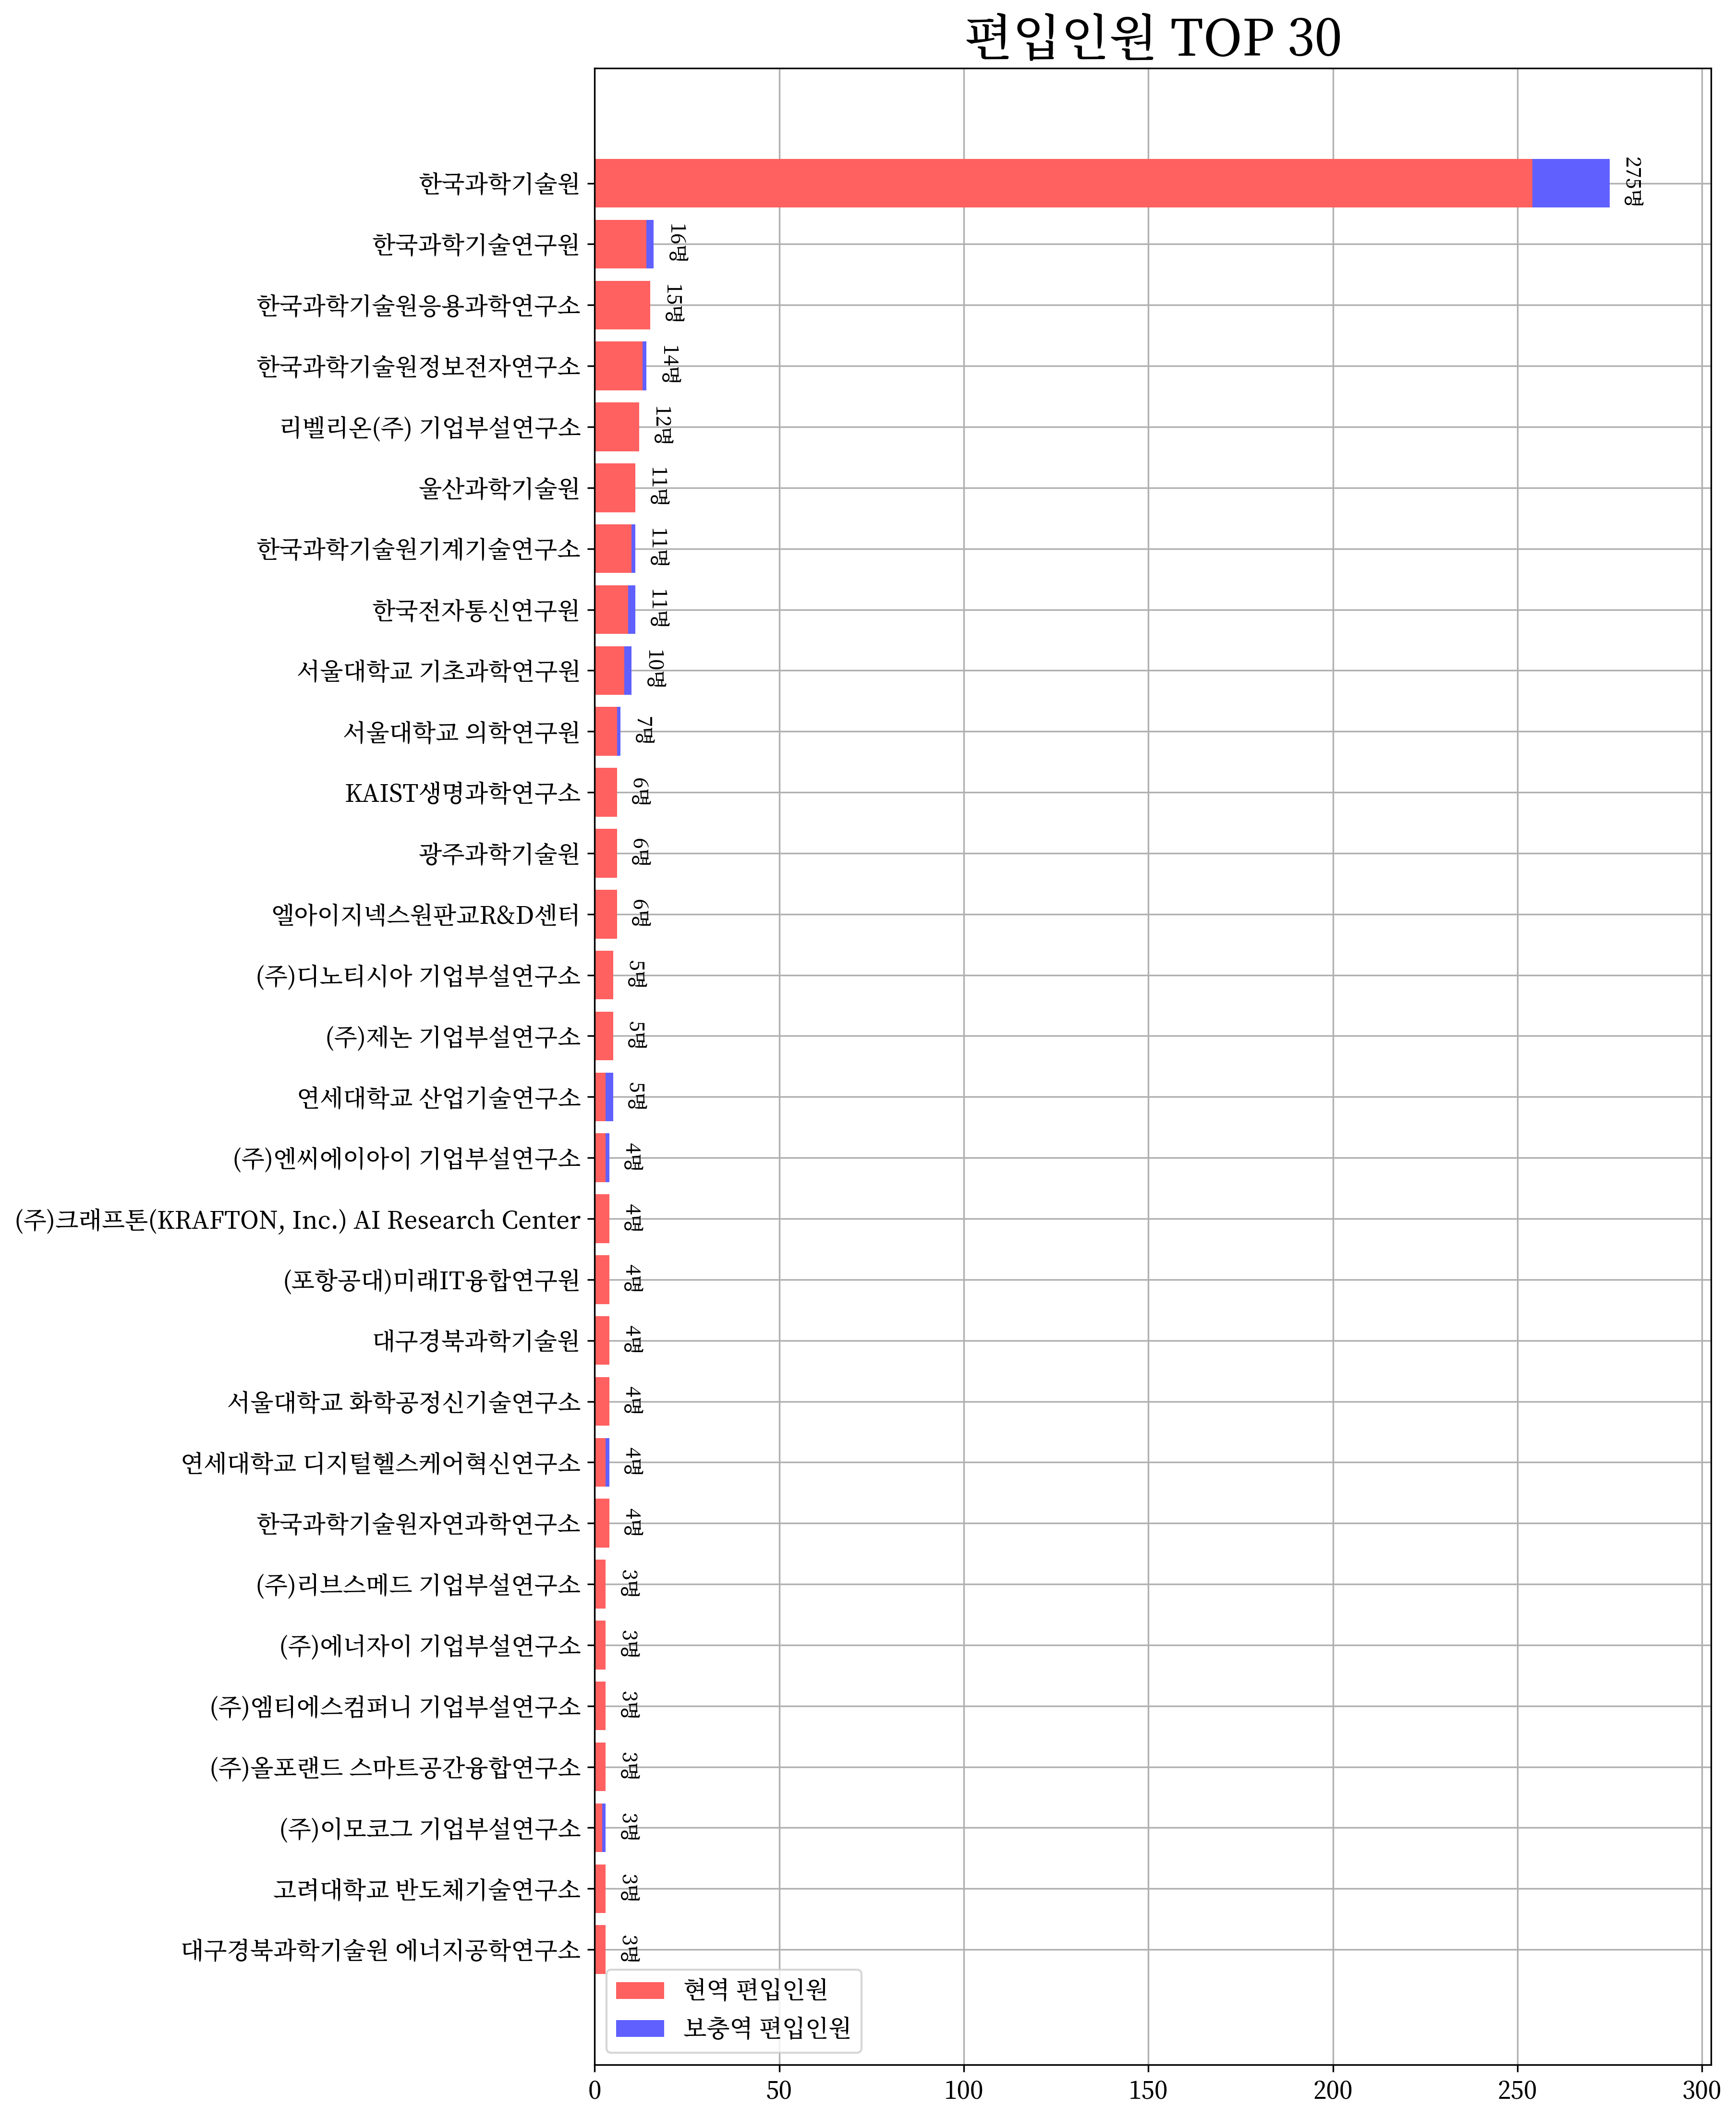 편입인원 TOP 30
한국과학기술원 275명
한국과학기술연구원 16명
한국과학기술원응용과학연구소 15명
한국과학기술원정보전자연구소 14명
리벨리온(주) 기업부설연구소 12명
울산과학기술원 11명
한국과학기술원기계기술연구소 11명
한국전자통신연구원 11명
서울대학교 기초과학연구원 10명
서울대학교 의학연구원 7명
KAIST생명과학연구소 6명
광주과학기술원 6명
엘아이지넥스원판교R&D센터 6명
(주)디노티시아 기업부설연구소 5명
(주)제논 기업부설연구소 5명
연세대학교 산업기술연구소 5명
(주)엔씨에이아이 기업부설연구소 4명
(주)크래프톤(KRAFTON, Inc.) AI Research Center 4명
(포항공대)미래IT융합연구원 4명
대구경북과학기술원 4명
서울대학교 화학공정신기술연구소 4명
연세대학교 디지털헬스케어혁신연구소 4명
한국과학기술원자연과학연구소 4명
(주)리브스메드 기업부설연구소 3명
(주)에너자이 기업부설연구소 3명
(주)엠티에스컴퍼니 기업부설연구소 3명
(주)올포랜드 스마트공간융합연구소 3명
(주)이모코그 기업부설연구소 3명
고려대학교 반도체기술연구소 3명
대구경북과학기술원 에너지공학연구소 3명
현역 편입인원
보충역 편입인원
0 50 100 150 200 250 300